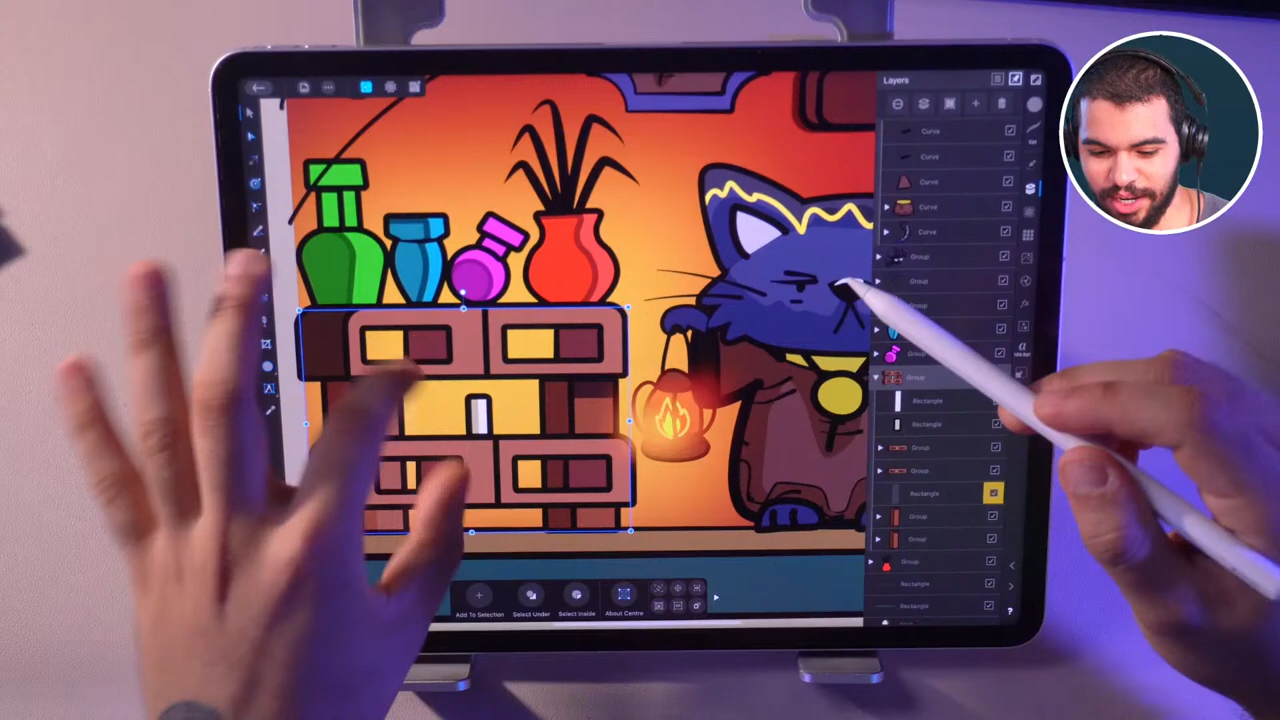 Layers
Curve
Curve
Curve
Curve
Curve
Group
Group
Group
Group
Group
Rectangle
Rectangle
Group
Group
Rectangle
Group
Group
Group
Rectangle
Rectangle
Add To Selection
Select Under
Select Inside
About Centre
?